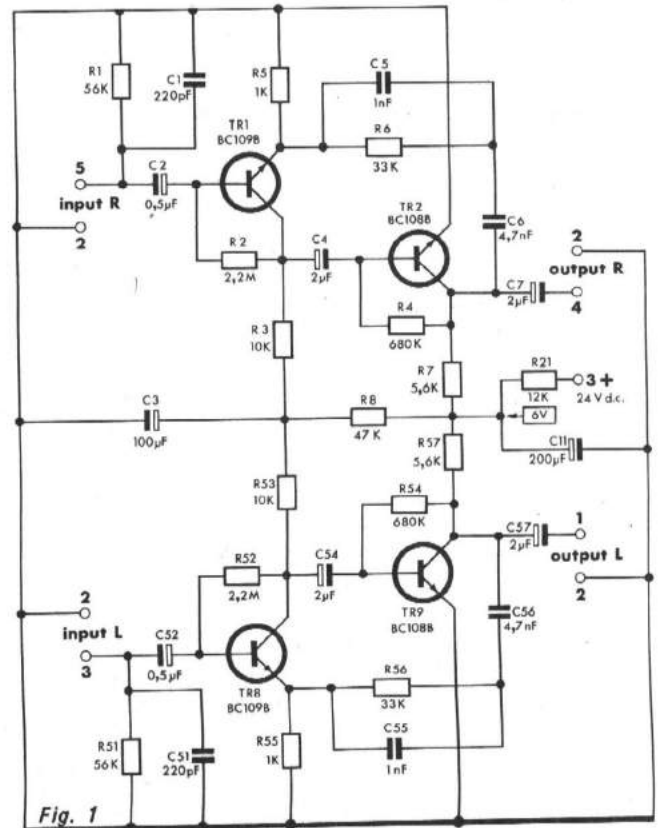 R1
56K
C1
220pF
R5
1K
C5
1nF
R6
33K
TR1
BC109B
5
C2
0,5µF
input R
2
R2
2,2M
C4
2µF
TR2
BC108B
C6
4,7nF
2
output R
C7
2µF
4
R3
10K
R4
680K
R7
5,6K
R21
12K
3+
24 V d.c.
C3
100µF
R8
47K
6V
R57
5,6K
C11
200µF
R53
10K
R54
680K
C57
2µF
1
output L
2
R52
2,2M
C54
2µF
TR9
BC108B
C56
4,7nF
2
input L
3
C52
0,5µF
TR8
BC109B
R56
33K
C55
1nF
R51
56K
C51
220pF
R55
1K
Fig. 1